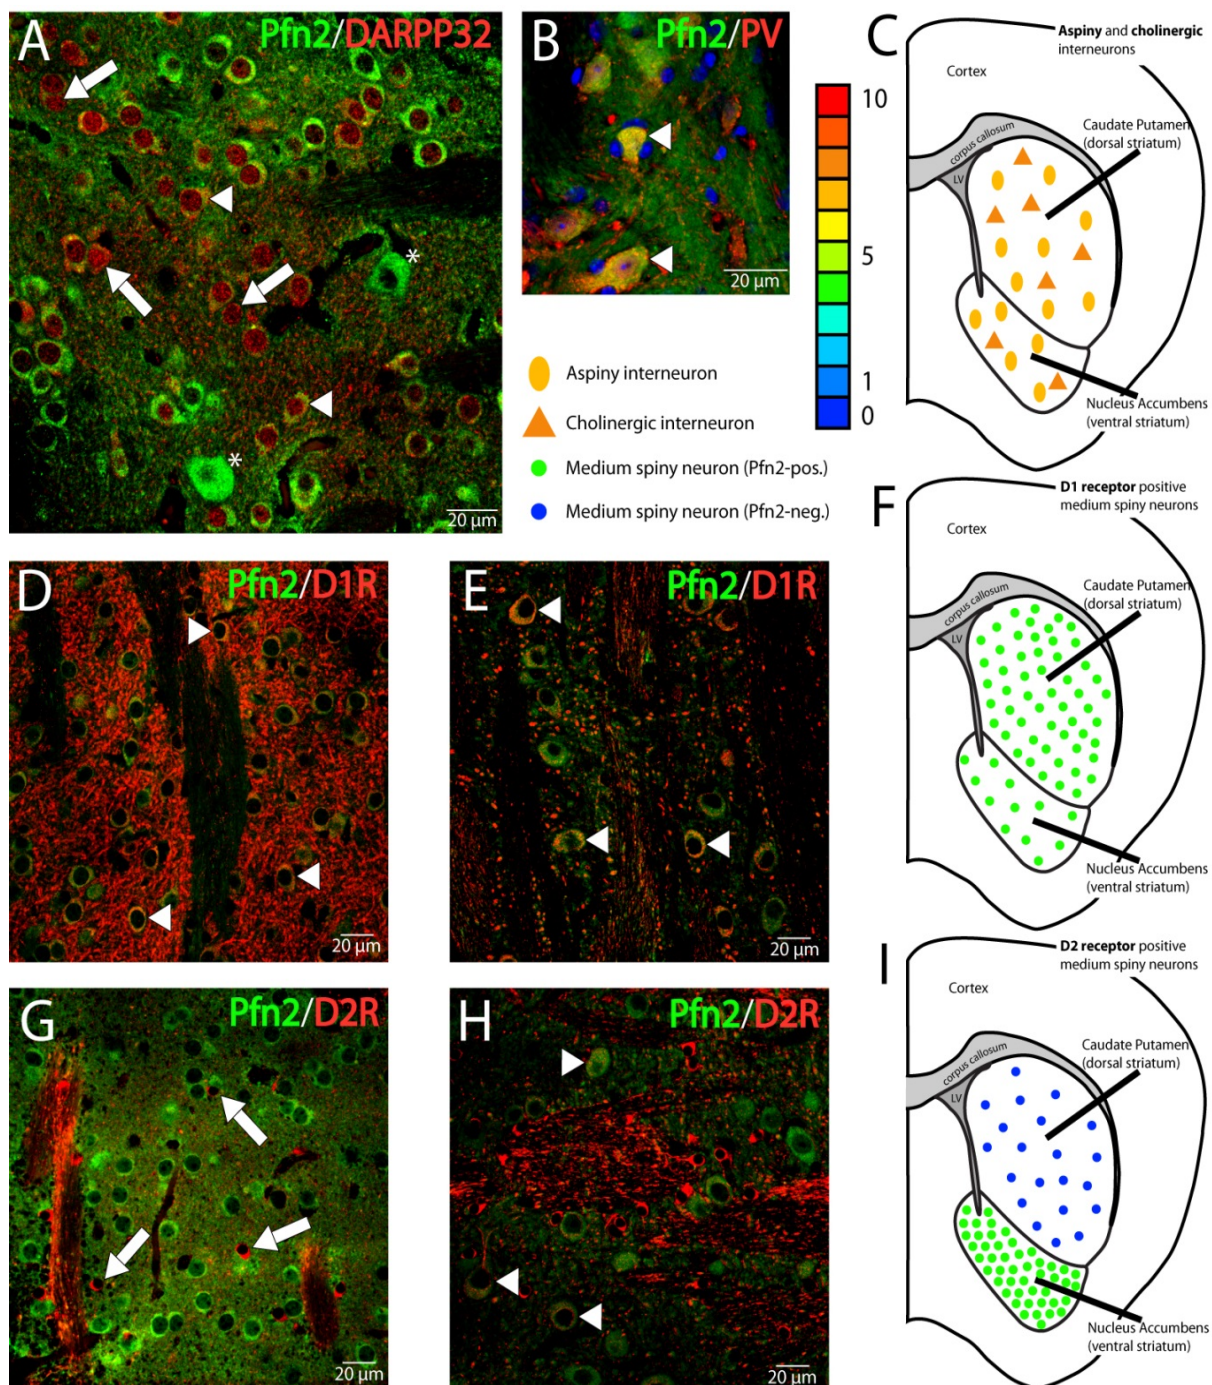 A
Pfn2/DARPP32
*
*
20 µm
B
Pfn2/PV
20 µm
10
5
1
0
Aspiny interneuron
Cholinergic interneuron
Medium spiny neuron (Pfn2-pos.)
Medium spiny neuron (Pfn2-neg.)
C
Aspiny and cholinergic
interneurons
Cortex
Caudate Putamen
(dorsal striatum)
corpus callosum
LV
Nucleus Accumbens
(ventral striatum)
D
Pfn2/D1R
20 µm
E
Pfn2/D1R
20 µm
F
D1 receptor positive
medium spiny neurons
Cortex
Caudate Putamen
(dorsal striatum)
corpus callosum
LV
Nucleus Accumbens
(ventral striatum)
G
Pfn2/D2R
20 µm
H
Pfn2/D2R
20 µm
I
D2 receptor positive
medium spiny neurons
Cortex
Caudate Putamen
(dorsal striatum)
corpus callosum
LV
Nucleus Accumbens
(ventral striatum)